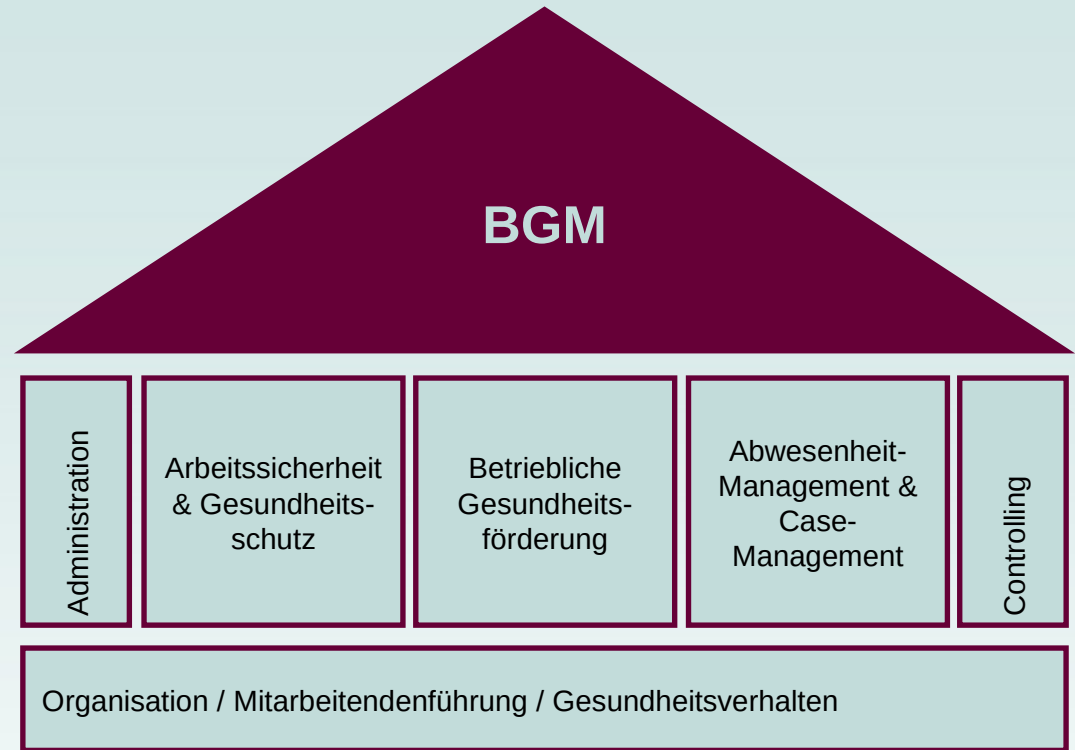 BGM
Administration
Arbeitssicherheit
& Gesundheits-
schutz
Betriebliche
Gesundheits-
förderung
Abwesenheit-
Management &
Case-
Management
Controlling
Organisation / Mitarbeitendenführung / Gesundheitsverhalten